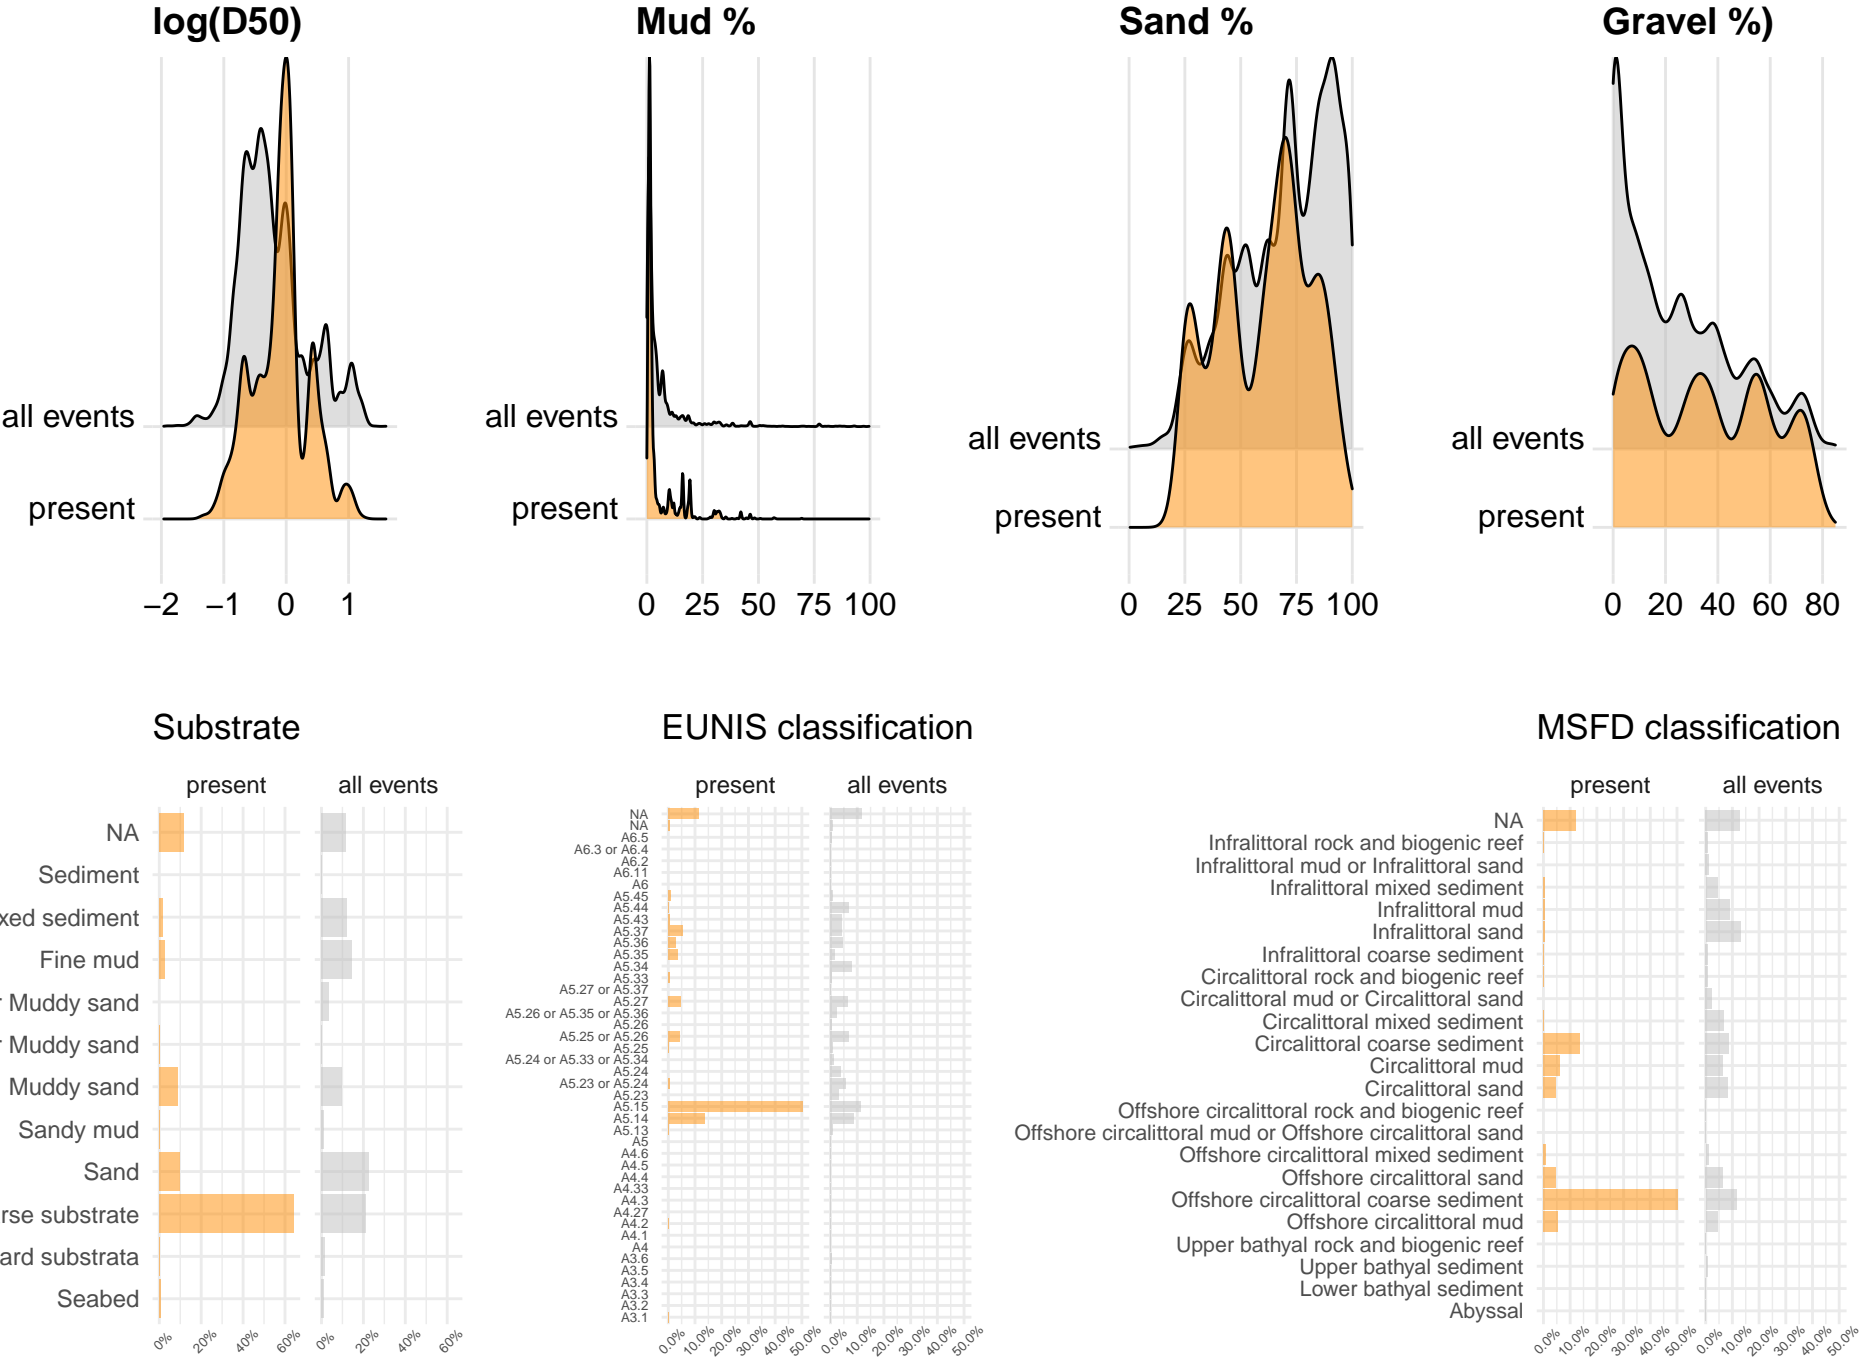 log(D50) Mud % Sand % Gravel %)
all events all events all events all events
present present present present
−2 −1 0 1 0 25 50 75 100 0 25 50 75 100 0 20 40 60 80
Substrate
present all events
NA
Sediment
xed sediment
Fine mud
r Muddy sand
r Muddy sand
Muddy sand
Sandy mud
Sand
rse substrate
ard substrata
Seabed
0% 20% 40% 60% 0% 20% 40% 60%
EUNIS classification
present all events
NA
NA
A6.5
A6.3 or A6.4
A6.2
A6.11
A6
A5.45
A5.44
A5.43
A5.37
A5.36
A5.35
A5.34
A5.33
A5.27 or A5.37
A5.27
A5.26 or A5.35 or A5.36
A5.26
A5.25 or A5.26
A5.25
A5.24 or A5.33 or A5.34
A5.24
A5.23 or A5.24
A5.23
A5.15
A5.14
A5.13
A5
A4.6
A4.5
A4.4
A4.33
A4.3
A4.27
A4.2
A4.1
A4
A3.6
A3.5
A3.4
A3.3
A3.2
A3.1
0.0% 10.0% 20.0% 30.0% 40.0% 50.0% 0.0% 10.0% 20.0% 30.0% 40.0% 50.0%
MSFD classification
present all events
NA
Infralittoral rock and biogenic reef
Infralittoral mud or Infralittoral sand
Infralittoral mixed sediment
Infralittoral mud
Infralittoral sand
Infralittoral coarse sediment
Circalittoral rock and biogenic reef
Circalittoral mud or Circalittoral sand
Circalittoral mixed sediment
Circalittoral coarse sediment
Circalittoral mud
Circalittoral sand
Offshore circalittoral rock and biogenic reef
Offshore circalittoral mud or Offshore circalittoral sand
Offshore circalittoral mixed sediment
Offshore circalittoral sand
Offshore circalittoral coarse sediment
Offshore circalittoral mud
Upper bathyal rock and biogenic reef
Upper bathyal sediment
Lower bathyal sediment
Abyssal
0.0% 10.0% 20.0% 30.0% 40.0% 50.0% 0.0% 10.0% 20.0% 30.0% 40.0% 50.0%